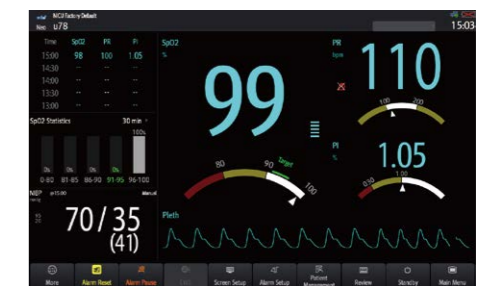 NICU Factory Default
Neo u78
15:03
Time SpO2 PR PI
15:00 98 100 1.05
14:30 -- -- --
14:00 -- -- --
13:30 -- -- --
13:00 -- -- --
SpO2 Statistics 30 min
100%
0% 0% 0% 0%
0-80 81-85 86-90 91-95 96-100
NIBP Manual
70/35
(41)
SpO2
%
99
80 90 Target 100
PR
bpm
110
100 200
PI
%
1.05
0.50 1.00
Pleth
More Alarm Reset Alarm Pause Screen Setup Alarm Setup Patient Management Review Standby Main Menu